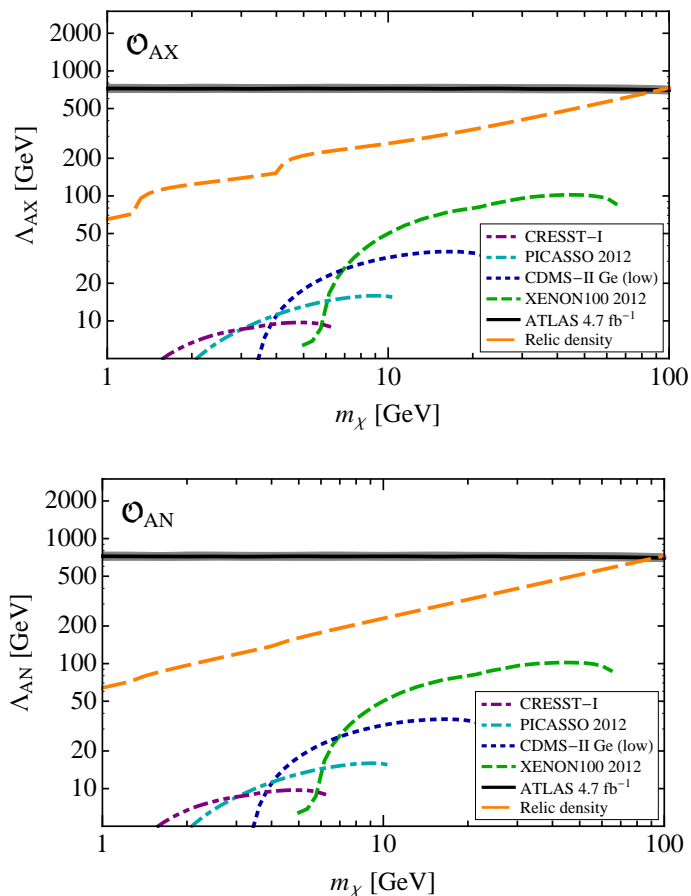 𝒪AX
2000
1000
500
200
100
50
20
10
ΛAX [GeV]
CRESST-I
PICASSO 2012
CDMS-II Ge (low)
XENON100 2012
ATLAS 4.7 fb⁻¹
Relic density
1 10 100
mχ [GeV]
𝒪AN
2000
1000
500
200
100
50
20
10
ΛAN [GeV]
CRESST-I
PICASSO 2012
CDMS-II Ge (low)
XENON100 2012
ATLAS 4.7 fb⁻¹
Relic density
1 10 100
mχ [GeV]